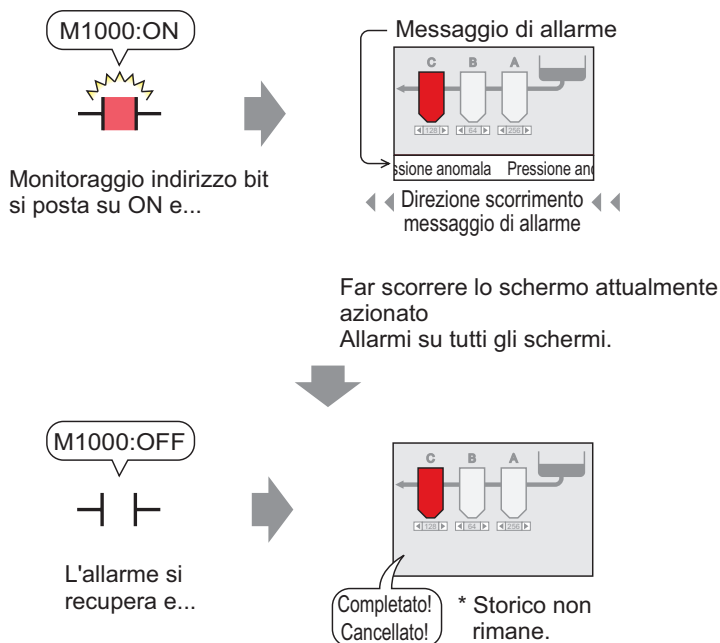 M1000:ON
Monitoraggio indirizzo bit
si posta su ON e...
Messaggio di allarme
C B A
128 64 256
ssione anomala Pressione ano
Direzione scorrimento
messaggio di allarme
Far scorrere lo schermo attualmente
azionato
Allarmi su tutti gli schermi.
M1000:OFF
L'allarme si
recupera e...
C B A
128 64 256
Completato!
Cancellato!
* Storico non
rimane.